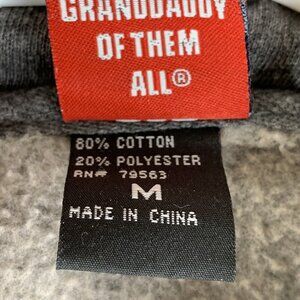 GRANDDADDY
OF THEM
ALL®
80% COTTON
20% POLYESTER
RN# 79563
M
MADE IN CHINA